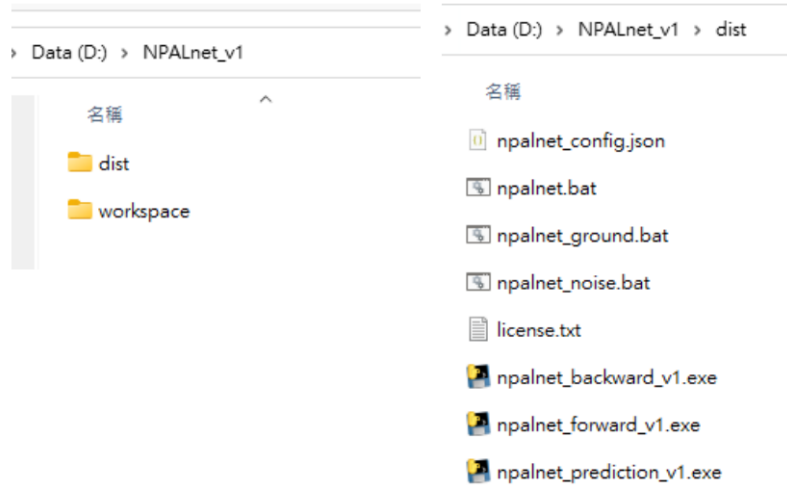 › Data (D:) › NPALnet_v1
名稱
dist
workspace
› Data (D:) › NPALnet_v1 › dist
名稱
npalnet_config.json
npalnet.bat
npalnet_ground.bat
npalnet_noise.bat
license.txt
npalnet_backward_v1.exe
npalnet_forward_v1.exe
npalnet_prediction_v1.exe